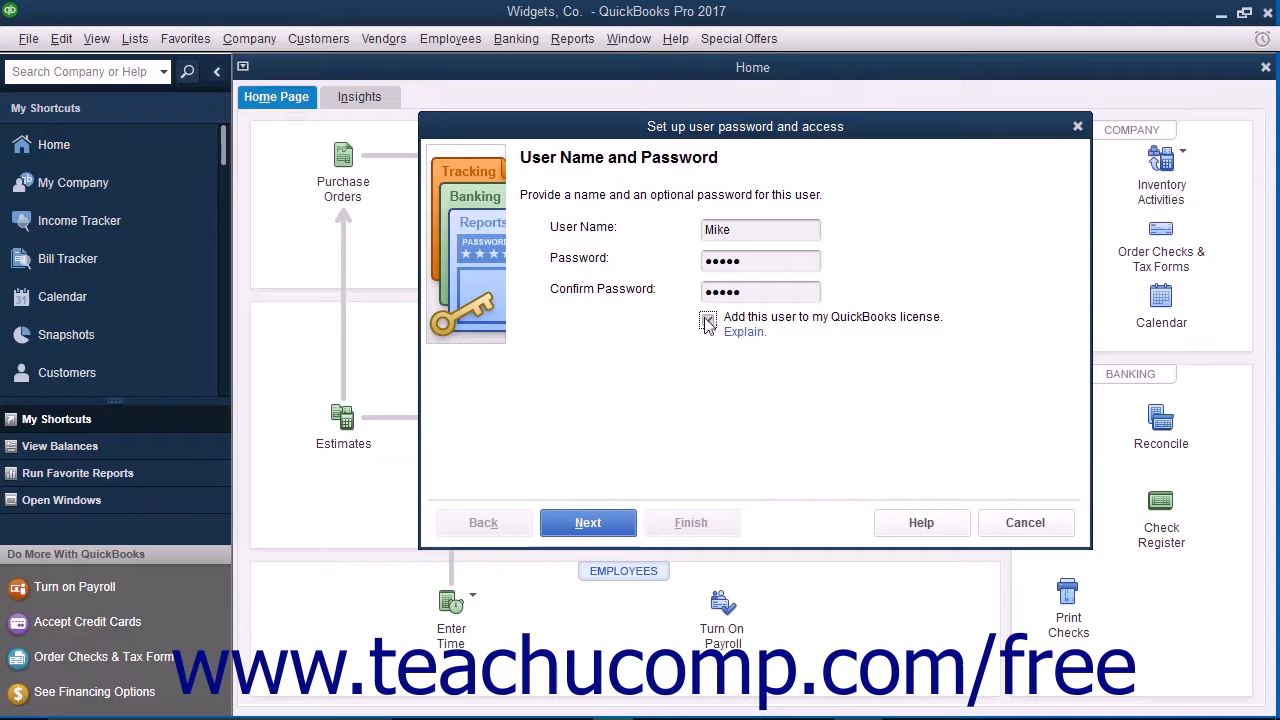 Widgets, Co. - QuickBooks Pro 2017
File Edit View Lists Favorites Company Customers Vendors Employees Banking Reports Window Help Special Offers
Search Company or Help
Home
My Shortcuts
Home
My Company
Income Tracker
Bill Tracker
Calendar
Snapshots
Customers
My Shortcuts
View Balances
Run Favorite Reports
Open Windows
Do More With QuickBooks
Turn on Payroll
Accept Credit Cards
Order Checks & Tax Form
See Financing Options
Home Page Insights
PO
Purchase
Orders
Estimates
Set up user password and access
Tracking
Banking
Reports
PASSWORD
User Name and Password
Provide a name and an optional password for this user.
User Name: Mike
Password: •••••
Confirm Password: •••••
Add this user to my QuickBooks license.
Explain.
Back Next Finish Help Cancel
COMPANY
Inventory
Activities
Order Checks &
Tax Forms
31
Calendar
BANKING
Reconcile
Check
Register
Print
Checks
EMPLOYEES
Enter
Time
Turn On
Payroll
www.teachucomp.com/free